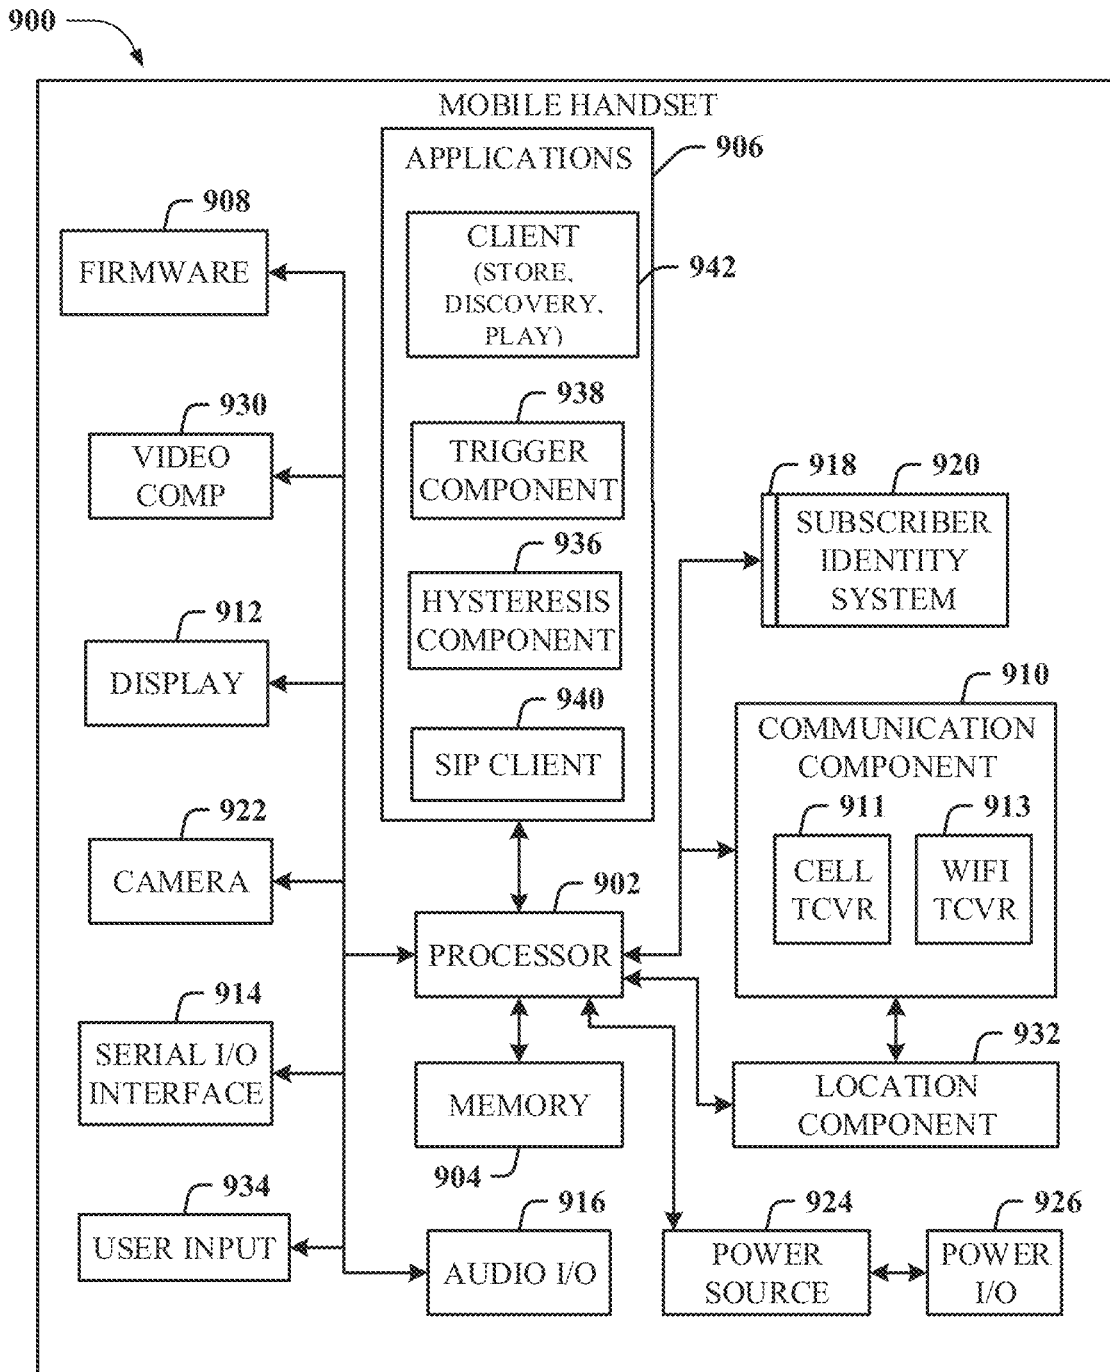 900
MOBILE HANDSET
APPLICATIONS
906
908
FIRMWARE
CLIENT
(STORE,
DISCOVERY,
PLAY)
942
930
VIDEO
COMP
938
TRIGGER
COMPONENT
918
920
SUBSCRIBER
IDENTITY
SYSTEM
936
HYSTERESIS
COMPONENT
912
DISPLAY
940
SIP CLIENT
910
COMMUNICATION
COMPONENT
911
CELL
TCVR
913
WIFI
TCVR
922
CAMERA
902
PROCESSOR
914
SERIAL I/O
INTERFACE
MEMORY
904
932
LOCATION
COMPONENT
934
USER INPUT
916
AUDIO I/O
924
POWER
SOURCE
926
POWER
I/O